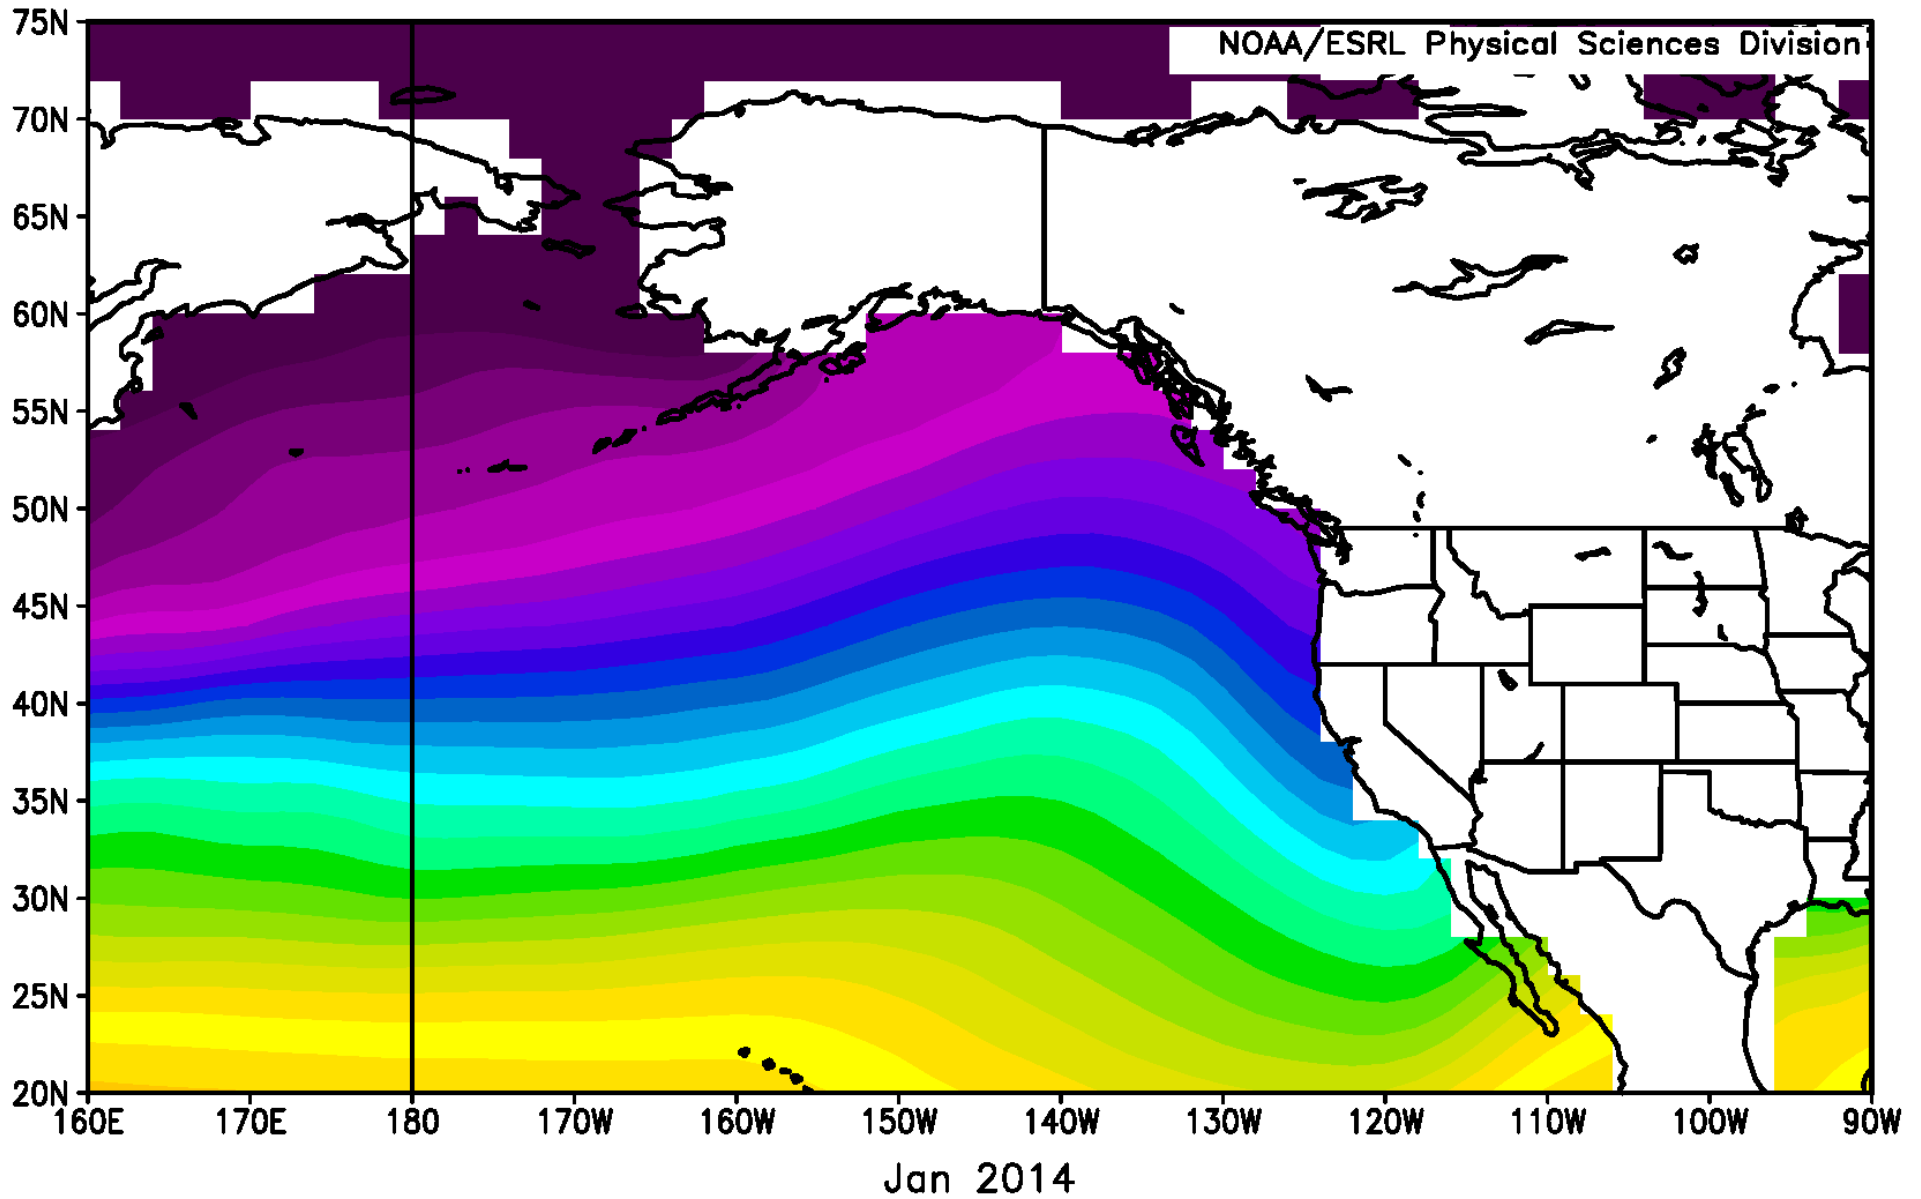 NOAA/ESRL Physical Sciences Division
75N
70N
65N
60N
55N
50N
45N
40N
35N
30N
25N
20N
160E 170E 180 170W 160W 150W 140W 130W 120W 110W 100W 90W
Jan 2014